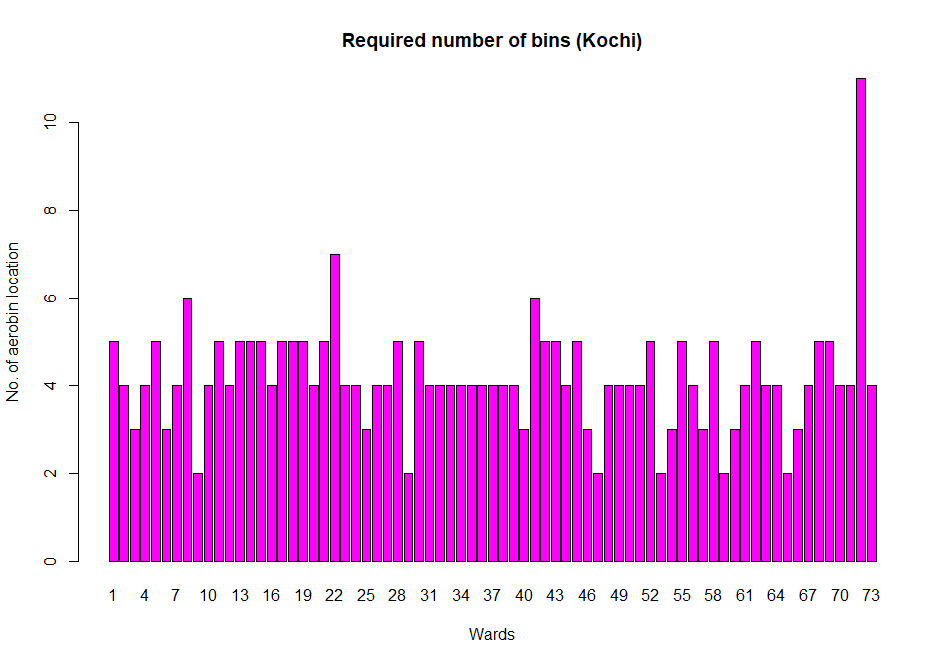 Required number of bins (Kochi)
No. of aerobin location
10
8
6
4
2
0
1 4 7 10 13 16 19 22 25 28 31 34 37 40 43 46 49 52 55 58 61 64 67 70 73
Wards